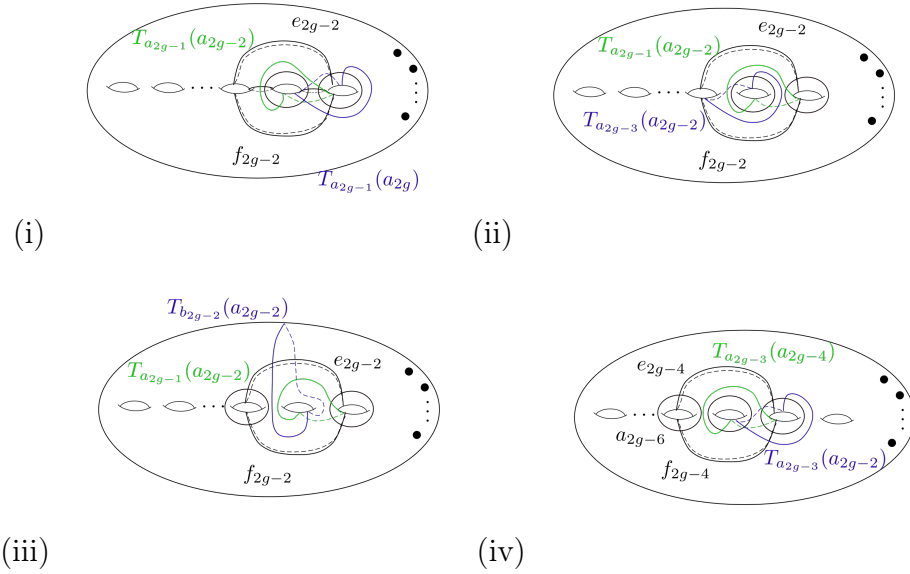 e_{2g−2}
T_{a_{2g−1}}(a_{2g−2})
f_{2g−2}
T_{a_{2g−1}}(a_{2g})
(i)
e_{2g−2}
T_{a_{2g−1}}(a_{2g−2})
T_{a_{2g−3}}(a_{2g−2})
f_{2g−2}
(ii)
T_{b_{2g−2}}(a_{2g−2})
e_{2g−2}
T_{a_{2g−1}}(a_{2g−2})
f_{2g−2}
(iii)
T_{a_{2g−3}}(a_{2g−4})
e_{2g−4}
a_{2g−6}
T_{a_{2g−3}}(a_{2g−2})
f_{2g−4}
(iv)